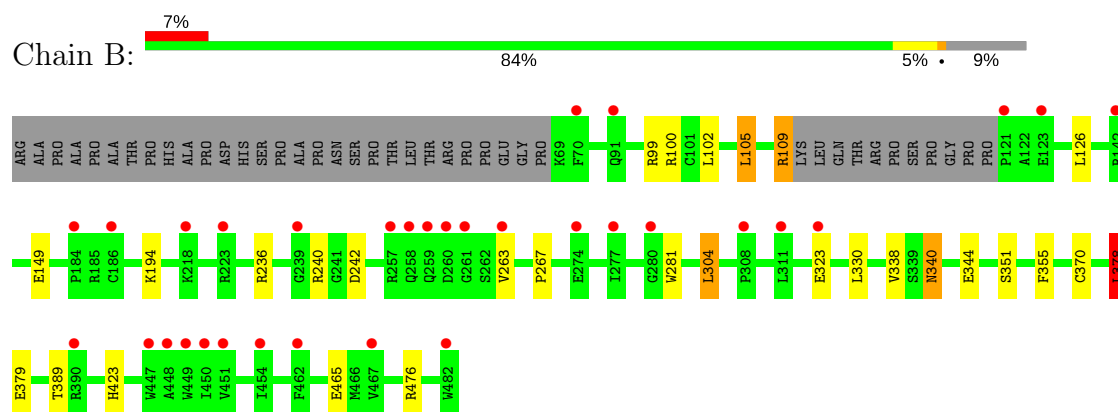 7%
Chain B:
84% 5% • 9%
ARG ALA PRO ALA PRO ALA THR PRO HIS ALA PRO ASP HIS SER PRO ALA PRO ASN SER PRO THR LEU THR ARG PRO GLU GLY PRO K69 F70 Q91 R99 R100 C101 L102 L105 R109 LYS LEU GLN THR ARG PRO SER PRO GLY PRO PRO P121 A122 E123 L126
E149 P184 R185 C186 K194 K218 R223 R236 G239 R240 G241 D242 R257 Q258 Q259 D260 G261 S262 V263 P267 E274 I277 G280 W281 L304 P308 L311 E323 L330 V338 S339 N340 E344 S351 F355 C370 L378
E379 T389 R390 H423 W447 A448 W449 I450 V451 I454 F462 E465 M466 V467 R476 W482